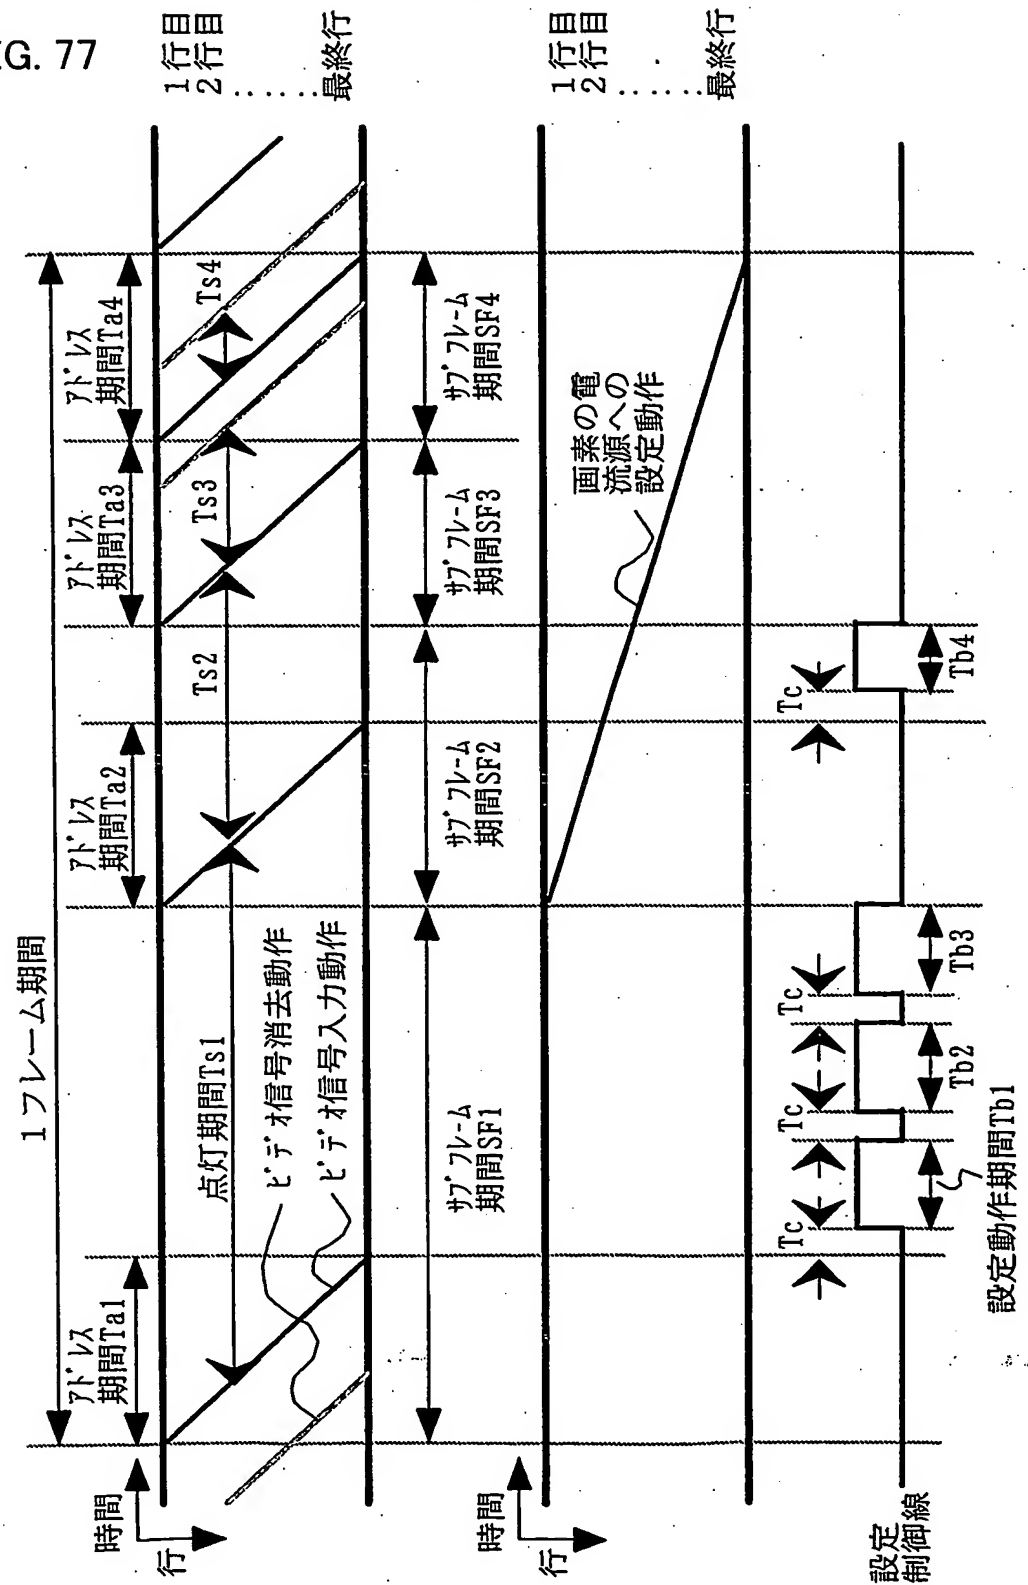 G. 77
1フレーム期間
アドレス
期間Ta1
アドレス
期間Ta2
アドレス
期間Ta3
アドレス
期間Ta4
時間
行
1行目
2行目
最終行
点灯期間Ts1
Ts2
Ts3
Ts4
ビデオ信号消去動作
ビデオ信号入力動作
サブフレーム
期間SF1
サブフレーム
期間SF2
サブフレーム
期間SF3
サブフレーム
期間SF4
時間
行
1行目
2行目
最終行
画素の電
流源への
設定動作
設定
制御線
Tc
Tc
Tc
Tc
設定動作期間Tb1
Tb2
Tb3
Tb4